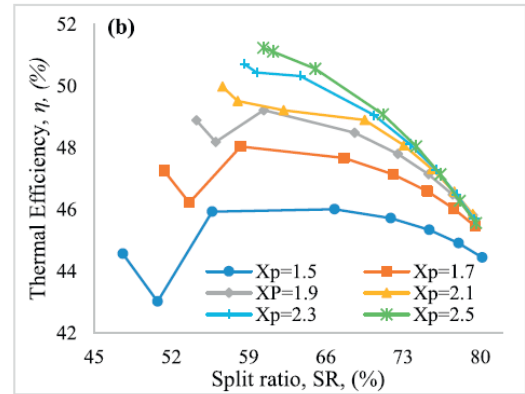 (b)
Thermal Efficiency, η, (%)
52
50
48
46
44
42
Xp=1.5 Xp=1.7
XP=1.9 Xp=2.1
Xp=2.3 Xp=2.5
45 52 59 66 73 80
Split ratio, SR, (%)